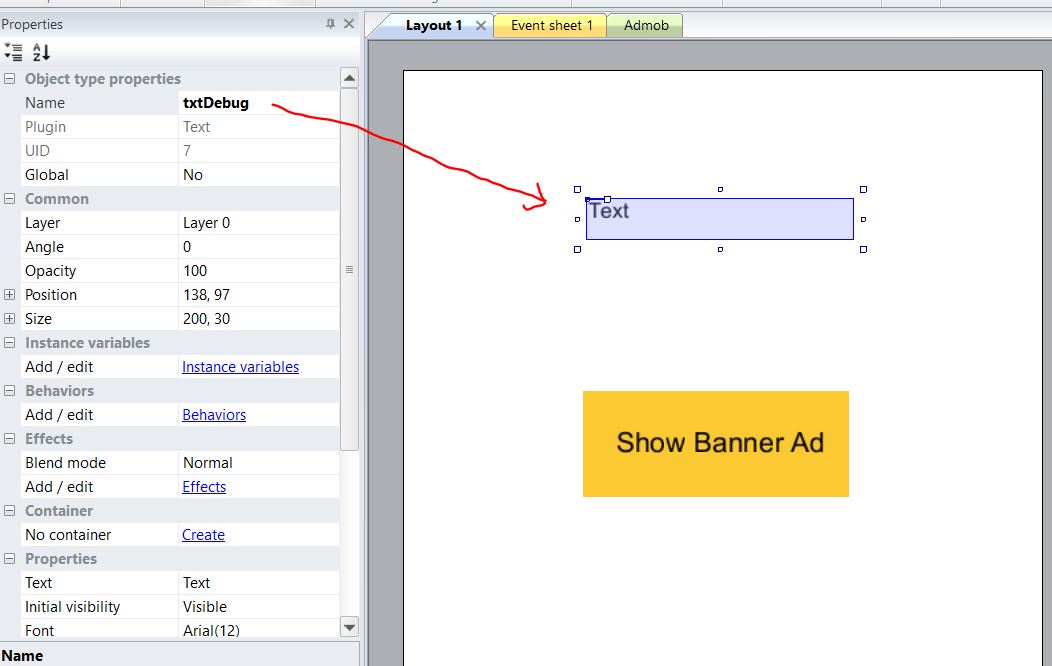 Properties
Layout 1
Event sheet 1
Admob
Object type properties
Name txtDebug
Plugin Text
UID 7
Global No
Common
Layer Layer 0
Angle 0
Opacity 100
Position 138, 97
Size 200, 30
Instance variables
Add / edit Instance variables
Behaviors
Add / edit Behaviors
Effects
Blend mode Normal
Add / edit Effects
Container
No container Create
Properties
Text Text
Initial visibility Visible
Font Arial(12)
Name
Text
Show Banner Ad